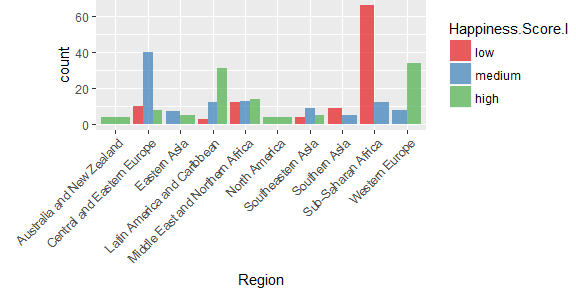 60
40
20
0
count
Australia and New Zealand
Central and Eastern Europe
Eastern Asia
Latin America and Caribbean
Middle East and Northern Africa
North America
Southeastern Asia
Southern Asia
Sub-Saharan Africa
Western Europe
Region
Happiness.Score.l
low
medium
high